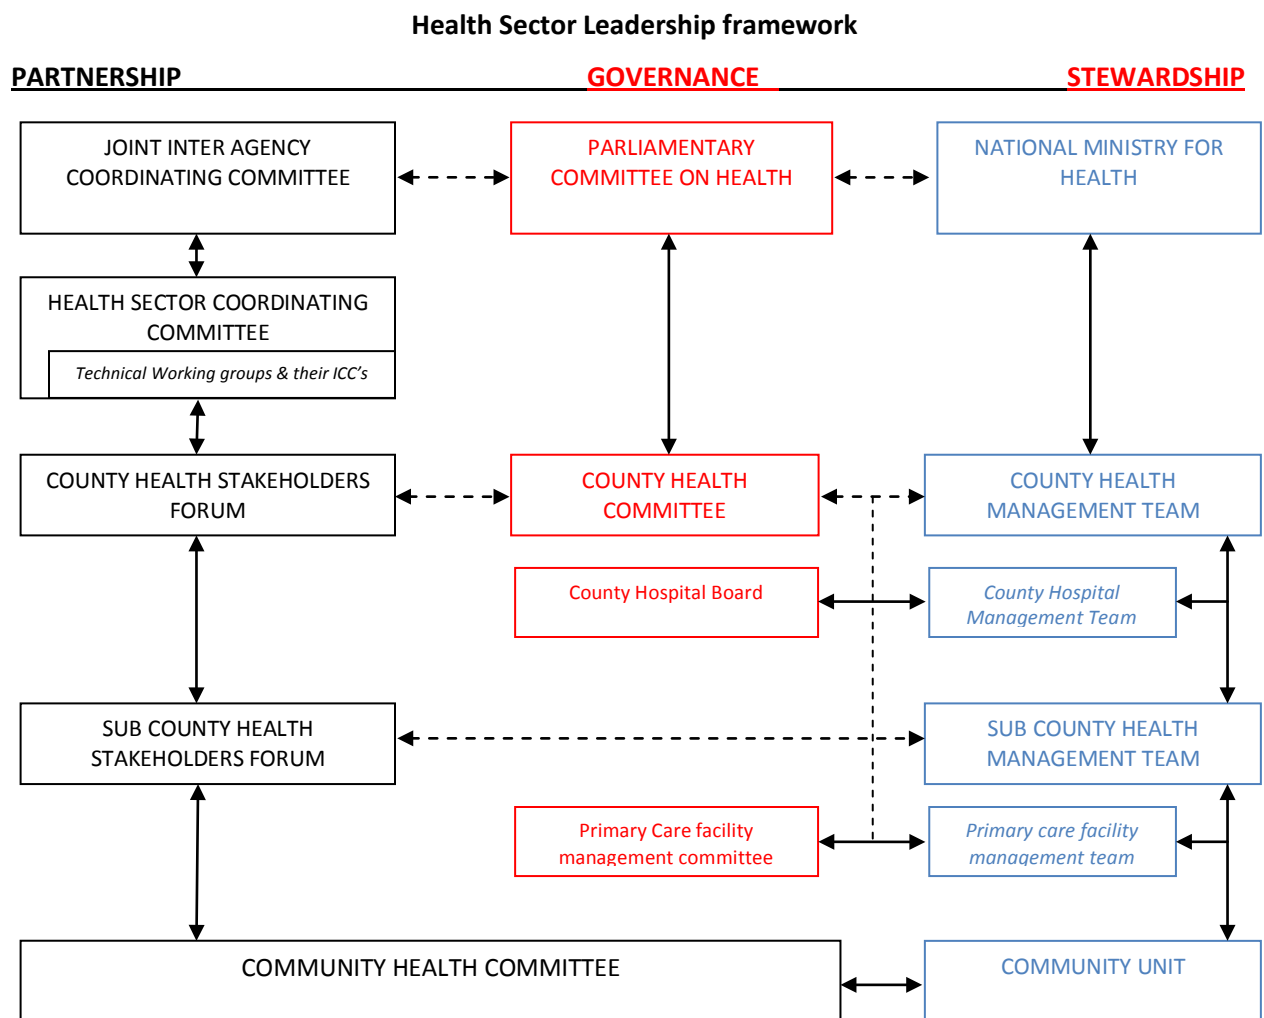 Health Sector Leadership framework
PARTNERSHIP GOVERNANCE STEWARDSHIP
JOINT INTER AGENCY
COORDINATING COMMITTEE
PARLIAMENTARY
COMMITTEE ON HEALTH
NATIONAL MINISTRY FOR
HEALTH
HEALTH SECTOR COORDINATING
COMMITTEE
Technical Working groups & their ICC's
COUNTY HEALTH STAKEHOLDERS
FORUM
COUNTY HEALTH
COMMITTEE
COUNTY HEALTH
MANAGEMENT TEAM
County Hospital Board
County Hospital
Management Team
SUB COUNTY HEALTH
STAKEHOLDERS FORUM
SUB COUNTY HEALTH
MANAGEMENT TEAM
Primary Care facility
management committee
Primary care facility
management team
COMMUNITY HEALTH COMMITTEE
COMMUNITY UNIT